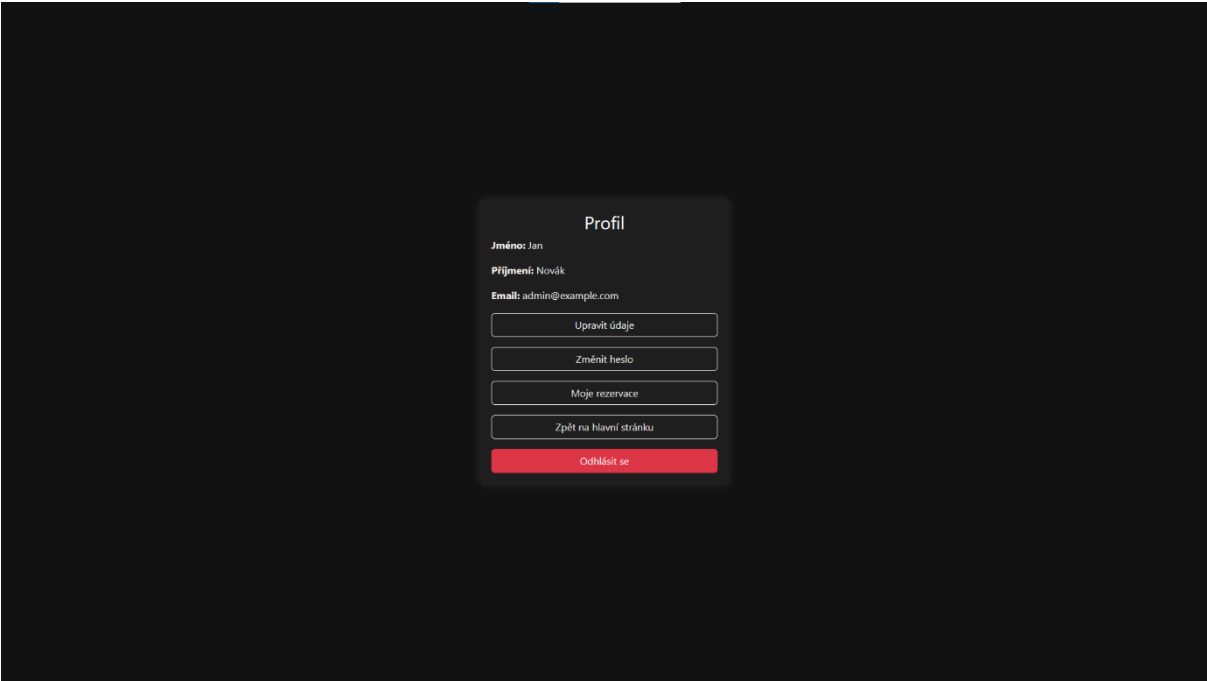 Profil
Jméno: Jan
Příjmení: Novák
Email: admin@example.com
Upravit údaje
Změnit heslo
Moje rezervace
Zpět na hlavní stránku
Odhlásit se